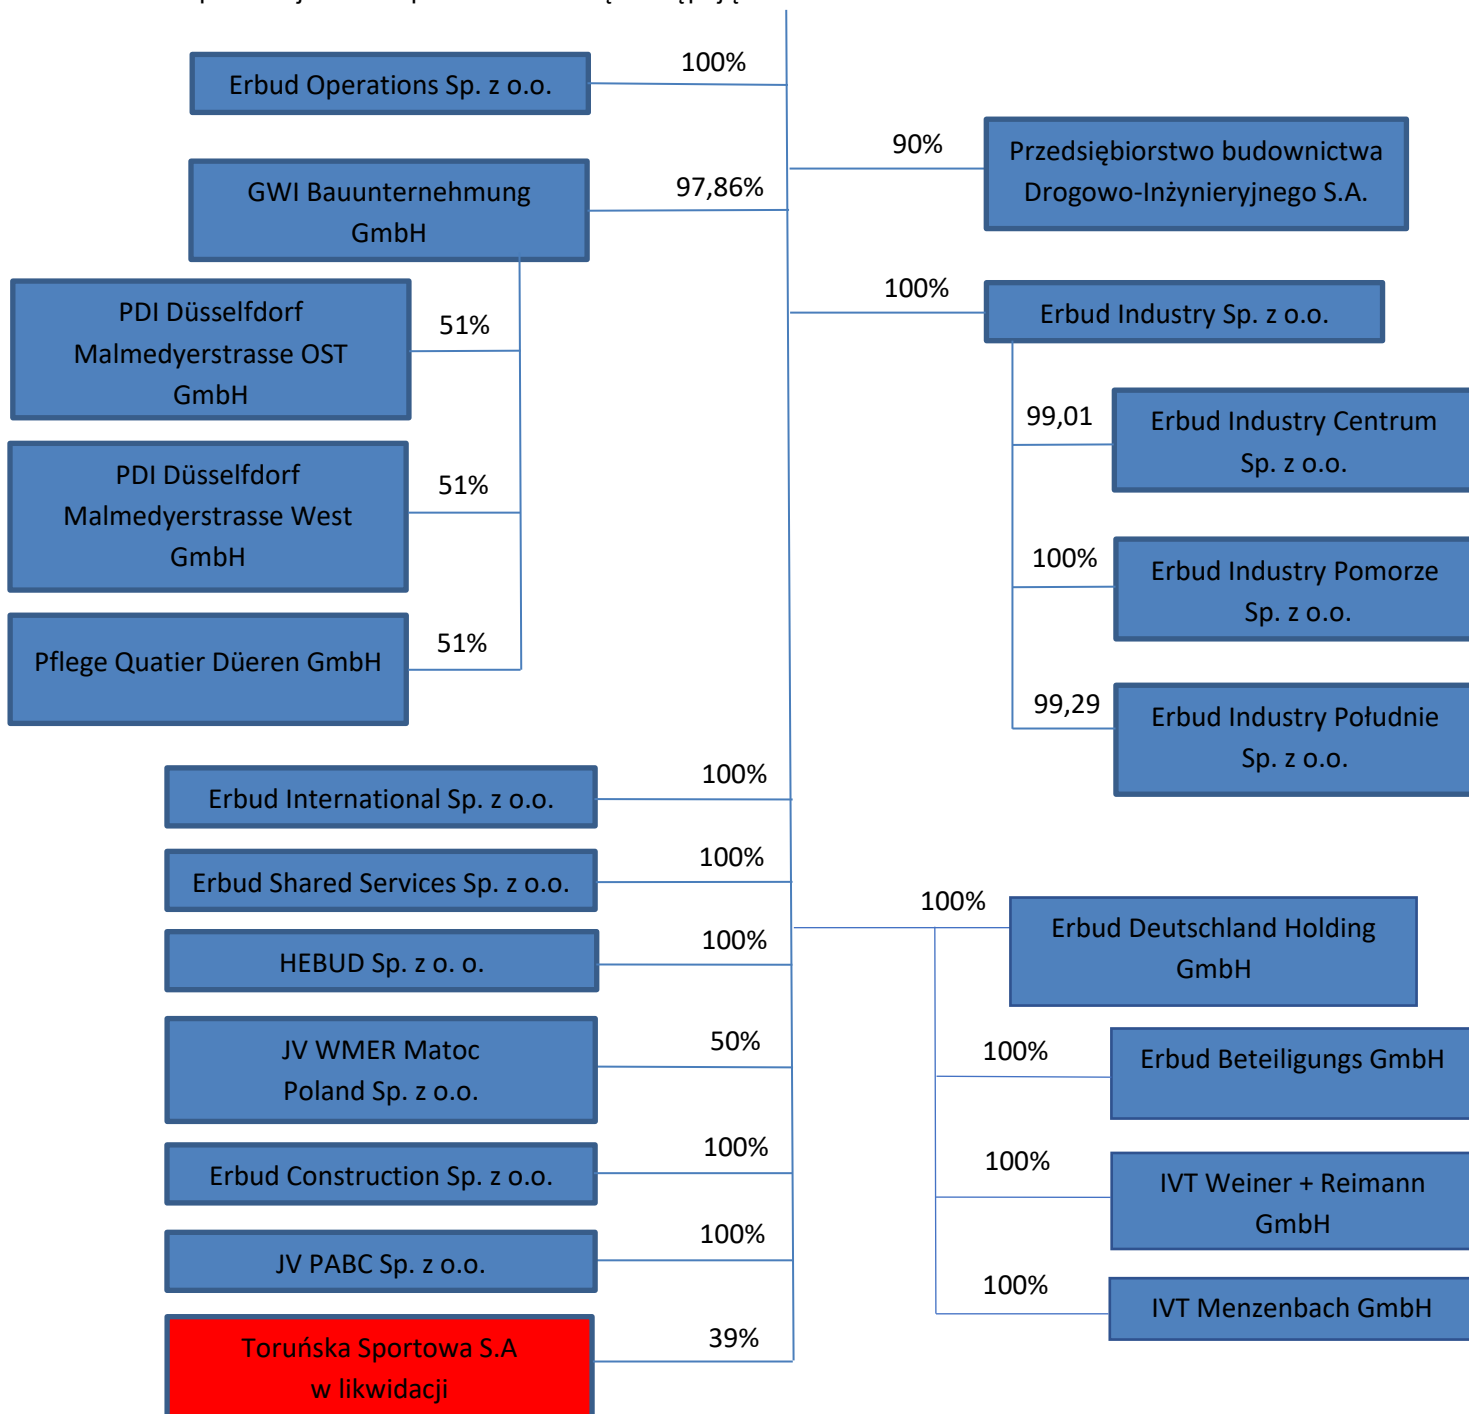 100%
Erbud Operations Sp. z o.o.
90%
Przedsiębiorstwo budownictwa
Drogowo-Inżynieryjnego S.A.
GWI Bauunternehmung
GmbH
97,86%
100%
Erbud Industry Sp. z o.o.
PDI Düsselfdorf
Malmedyerstrasse OST
GmbH
51%
99,01
Erbud Industry Centrum
Sp. z o.o.
PDI Düsselfdorf
Malmedyerstrasse West
GmbH
51%
100%
Erbud Industry Pomorze
Sp. z o.o.
Pflege Quatier Düeren GmbH
51%
99,29
Erbud Industry Południe
Sp. z o.o.
Erbud International Sp. z o.o.
100%
Erbud Shared Services Sp. z o.o.
100%
100%
Erbud Deutschland Holding
GmbH
HEBUD Sp. z o. o.
100%
JV WMER Matoc
Poland Sp. z o.o.
50%
100%
Erbud Beteiligungs GmbH
Erbud Construction Sp. z o.o.
100%
100%
IVT Weiner + Reimann
GmbH
JV PABC Sp. z o.o.
100%
100%
IVT Menzenbach GmbH
Toruńska Sportowa S.A
w likwidacji
39%